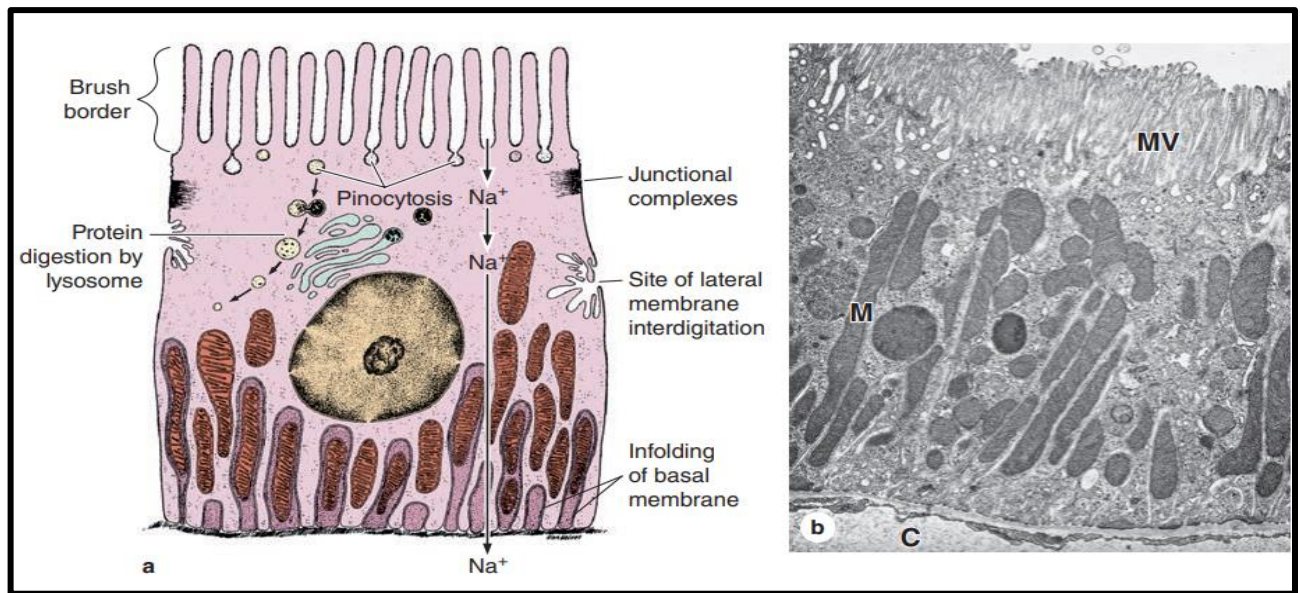 Brush
border
Pinocytosis
Na⁺
Junctional
complexes
Protein
digestion by
lysosome
Na⁺
Site of lateral
membrane
interdigitation
Infolding
of basal
membrane
a
Na⁺
MV
M
b
C